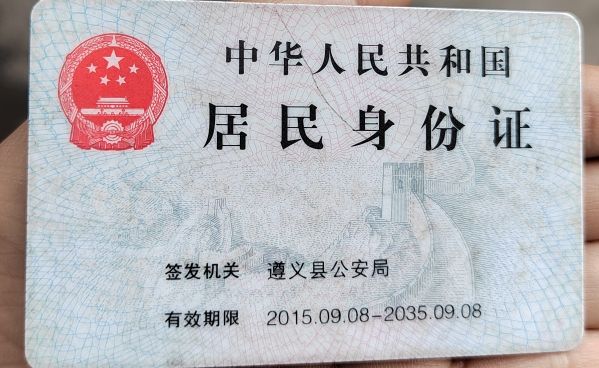 中华人民共和国
居民身份证
签发机关 遵义县公安局
有效期限 2015.09.08-2035.09.08